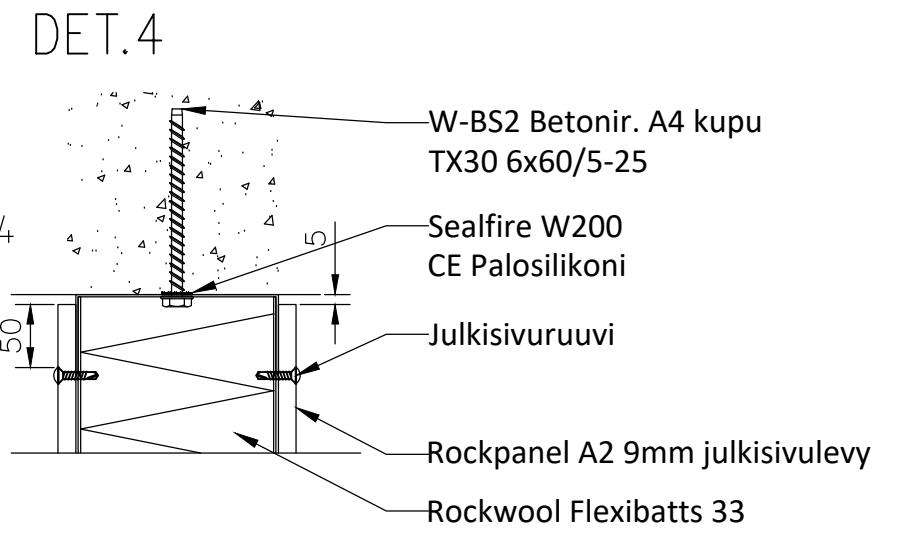 DET.4
W-BS2 Betonir. A4 kupu
TX30 6x60/5-25
Sealfire W200
CE Palosilikoni
5
Julkisivuruuvi
50
Rockpanel A2 9mm julkisivulevy
Rockwool Flexibatts 33